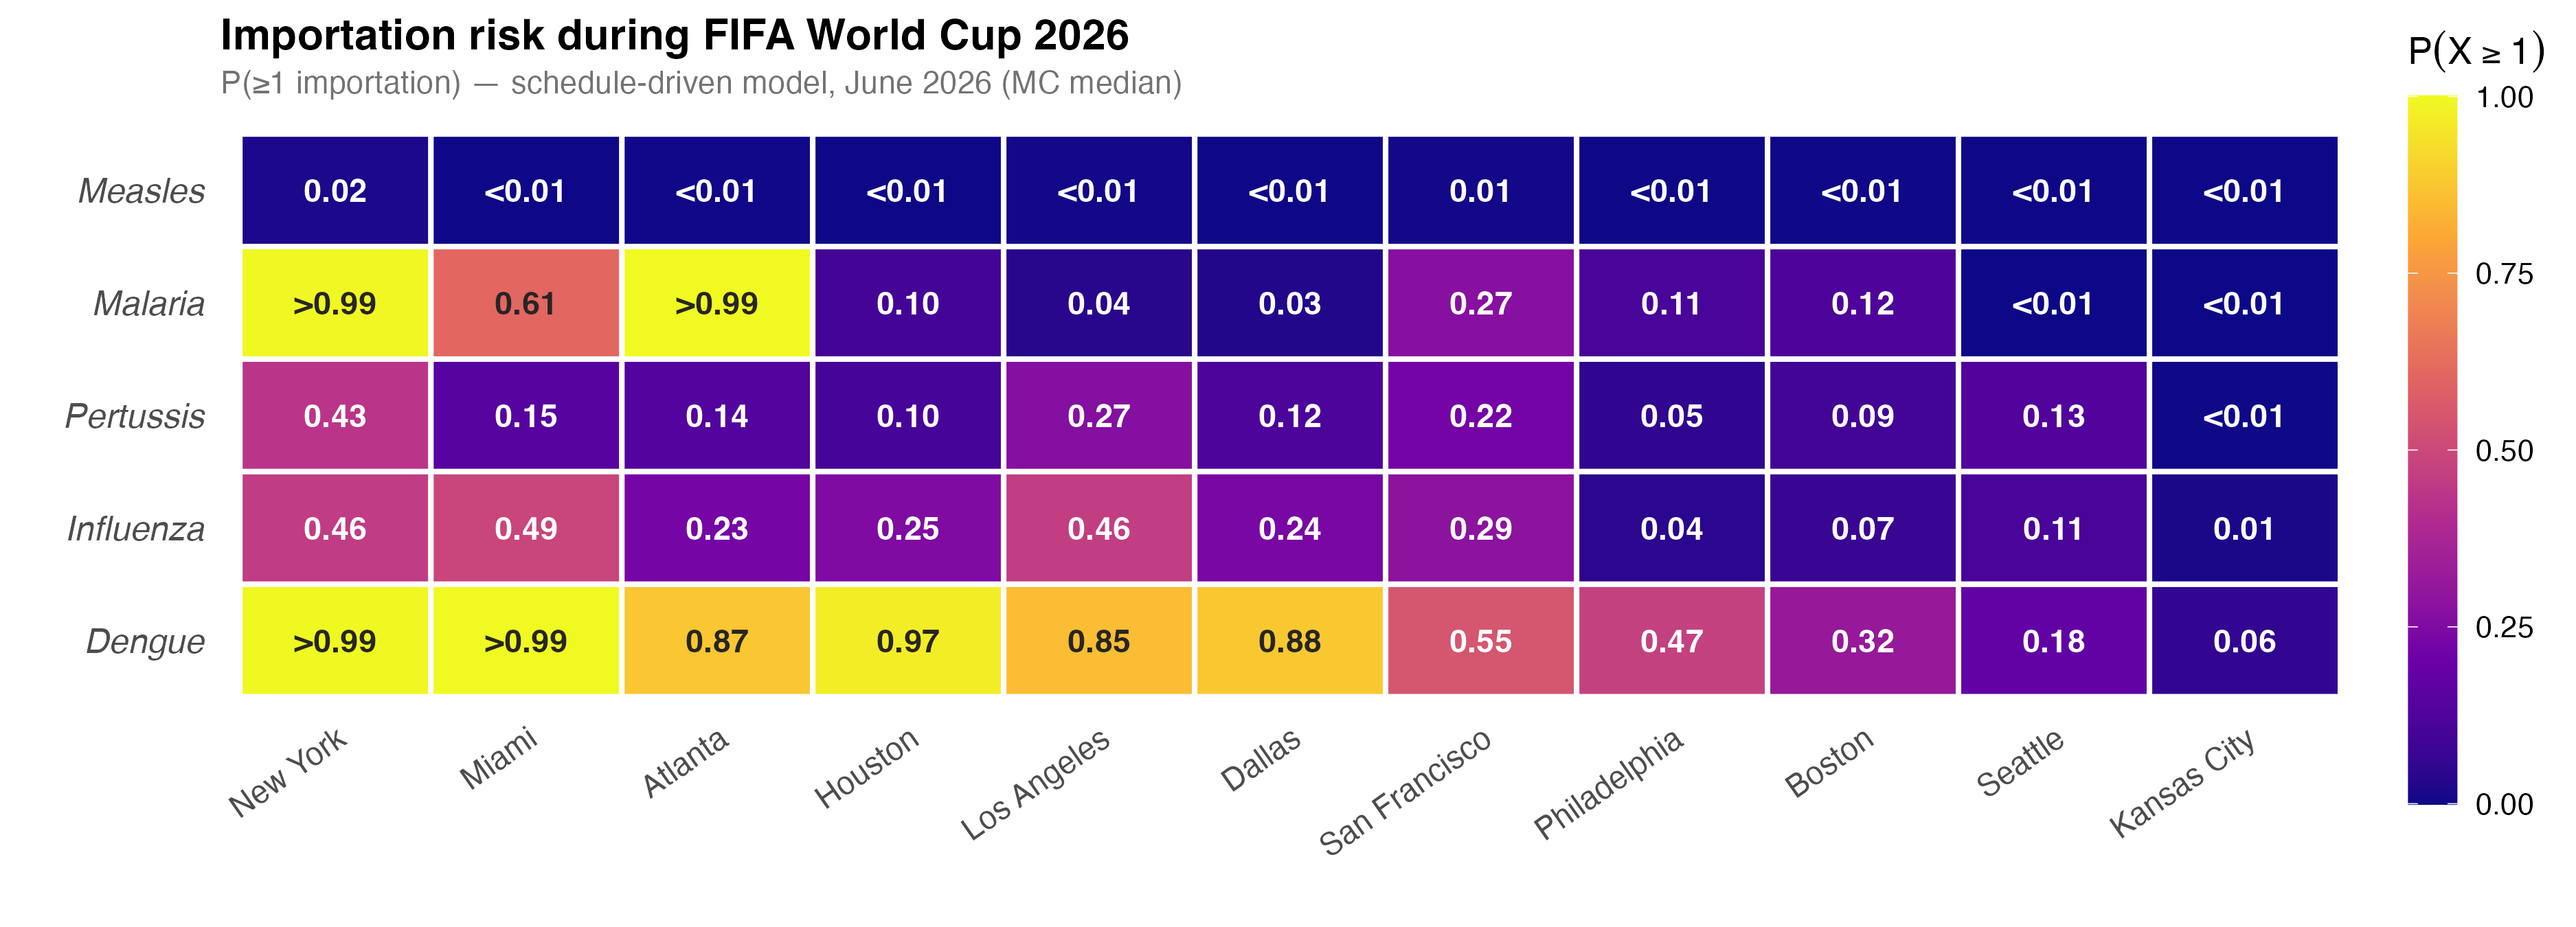 Importation risk during FIFA World Cup 2026
P(≥1 importation) — schedule-driven model, June 2026 (MC median)
P(X ≥ 1)
1.00
0.75
0.50
0.25
0.00
Measles 0.02 <0.01 <0.01 <0.01 <0.01 <0.01 0.01 <0.01 <0.01 <0.01 <0.01
Malaria >0.99 0.61 >0.99 0.10 0.04 0.03 0.27 0.11 0.12 <0.01 <0.01
Pertussis 0.43 0.15 0.14 0.10 0.27 0.12 0.22 0.05 0.09 0.13 <0.01
Influenza 0.46 0.49 0.23 0.25 0.46 0.24 0.29 0.04 0.07 0.11 0.01
Dengue >0.99 >0.99 0.87 0.97 0.85 0.88 0.55 0.47 0.32 0.18 0.06
New York Miami Atlanta Houston Los Angeles Dallas San Francisco Philadelphia Boston Seattle Kansas City